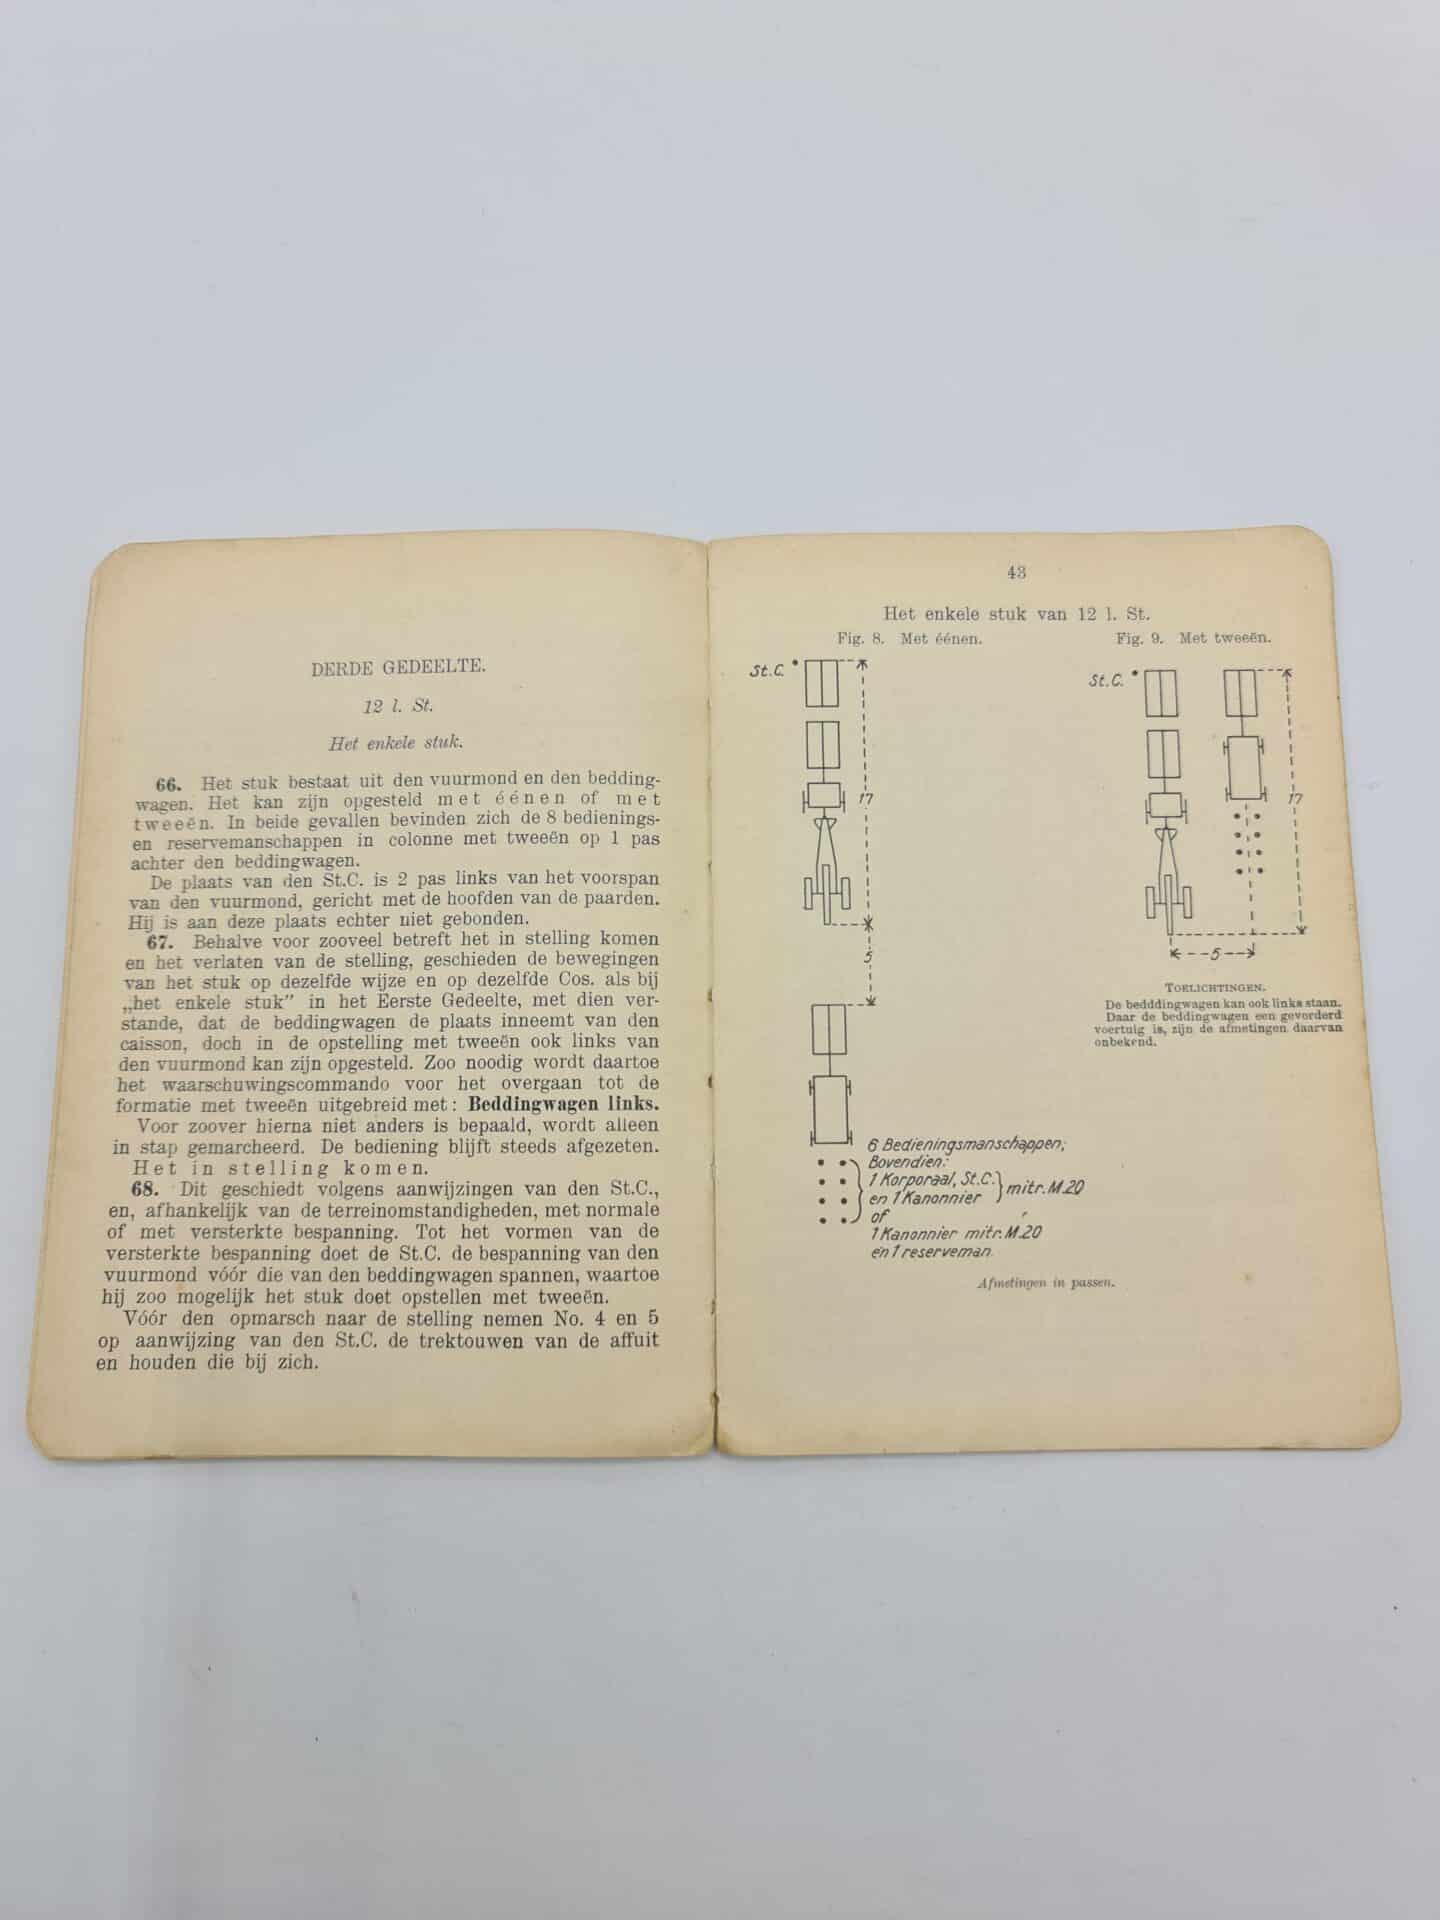 DERDE GEDEELTE.
12 l. St.
Het enkele stuk.
66. Het stuk bestaat uit den vuurmond en den bedding-
wagen. Het kan zijn opgesteld met éénen of met
tweeën. In beide gevallen bevinden zich de 8 bedienings-
en reservemanschappen in colonne met tweeën op 1 pas
achter den beddingwagen.
De plaats van den St.C. is 2 pas links van het voorspan
van den vuurmond, gericht met de hoofden van de paarden.
Hij is aan deze plaats echter niet gebonden.
67. Behalve voor zooveel betreft het in stelling komen
en het verlaten van de stelling, geschieden de bewegingen
van het stuk op dezelfde wijze en op dezelfde Cos. als bij
„het enkele stuk” in het Eerste Gedeelte, met dien ver-
stande, dat de beddingwagen de plaats inneemt van den
caisson, doch in de opstelling met tweeën ook links van
den vuurmond kan zijn opgesteld. Zoo noodig wordt daartoe
het waarschuwingscommando voor het overgaan tot de
formatie met tweeën uitgebreid met: Beddingwagen links.
Voor zoover hierna niet anders is bepaald, wordt alleen
in stap gemarcheerd. De bediening blijft steeds afgezeten.
Het in stelling komen.
68. Dit geschiedt volgens aanwijzingen van den St.C.,
en, afhankelijk van de terreinomstandigheden, met normale
of met versterkte bespanning. Tot het vormen van de
versterkte bespanning doet de St.C. de bespanning van den
vuurmond vóór die van den beddingwagen spannen, waartoe
hij zoo mogelijk het stuk doet opstellen met tweeën.
Vóór den opmarsch naar de stelling nemen No. 4 en 5
op aanwijzing van den St.C. de trektouwen van de affuit
en houden die bij zich.
43
Het enkele stuk van 12 l. St.
Fig. 8. Met éénen.
St.C.
17
5
6 Bedieningsmanschappen;
Bovendien:
1 Korporaal, St.C. } mitr. M.20
en 1 Kanonnier
of
1 Kanonnier mitr. M.20
en 1 reserveman.
Afmetingen in passen.
Fig. 9. Met tweeën.
St.C.
17
5
TOELICHTINGEN.
De bedddingwagen kan ook links staan.
Daar de beddingwagen een gevorderd
voertuig is, zijn de afmetingen daarvan
onbekend.